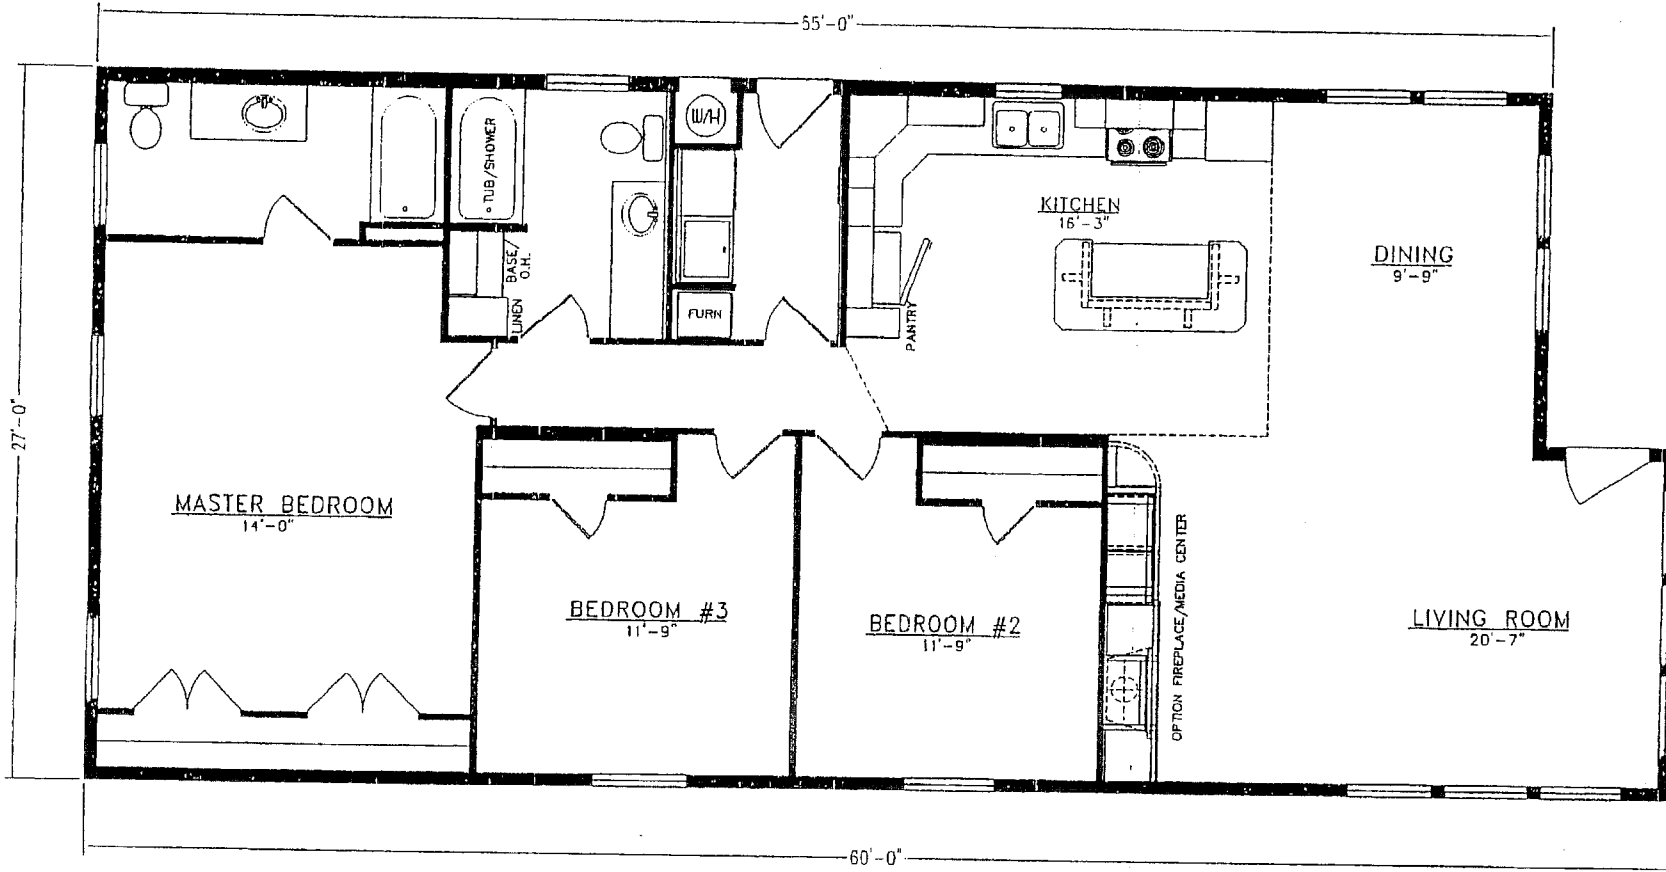 55'-0"
27'-0"
TUB/SHOWER
W/H
BASE/
O.H.
LINEN
FURN
PANTRY
KITCHEN
16'-3"
DINING
9'-9"
MASTER BEDROOM
14'-0"
BEDROOM #3
11'-9"
BEDROOM #2
11'-9"
OPTION FIREPLACE/MEDIA CENTER
LIVING ROOM
20'-7"
60'-0"